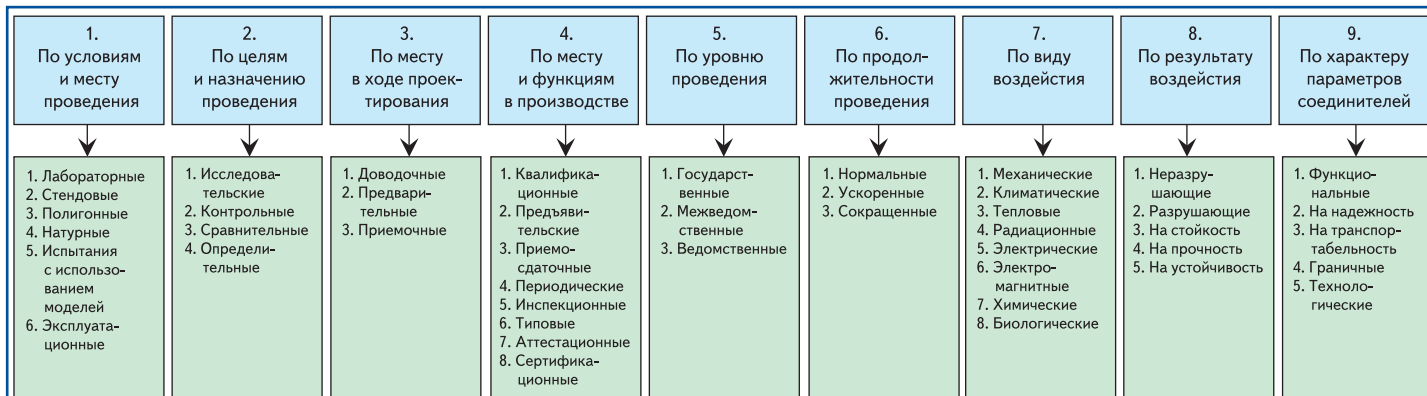 1.
По условиям
и месту
проведения
2.
По целям
и назначению
проведения
3.
По месту
в ходе проек-
тирования
4.
По месту
и функциям
в производстве
5.
По уровню
проведения
6.
По продол-
жительности
проведения
7.
По виду
воздейстия
8.
По результату
воздейстия
9.
По характеру
параметров
соединителей
1. Лабораторные
2. Стендовые
3. Полигонные
4. Натурные
5. Испытания
с использо-
ванием
моделей
6. Эксплуата-
ционные
1. Исследова-
тельские
2. Контрольные
3. Сравнительные
4. Определи-
тельные
1. Доводочные
2. Предвари-
тельные
3. Приемочные
1. Квалифика-
ционные
2. Предъяви-
тельские
3. Приемо-
сдаточные
4. Периодические
5. Инспекционные
6. Типовые
7. Аттестационные
8. Сертифика-
ционные
1. Государст-
венные
2. Межведом-
ственные
3. Ведомственные
1. Нормальные
2. Ускоренные
3. Сокращенные
1. Механические
2. Климатические
3. Тепловые
4. Радиационные
5. Электрические
6. Электро-
магнитные
7. Химические
8. Биологические
1. Неразру-
шающие
2. Разрушающие
3. На стойкость
4. На прочность
5. На устойчивость
1. Функцио-
нальные
2. На надежность
3. На транспор-
табельность
4. Граничные
5. Техноло-
гические